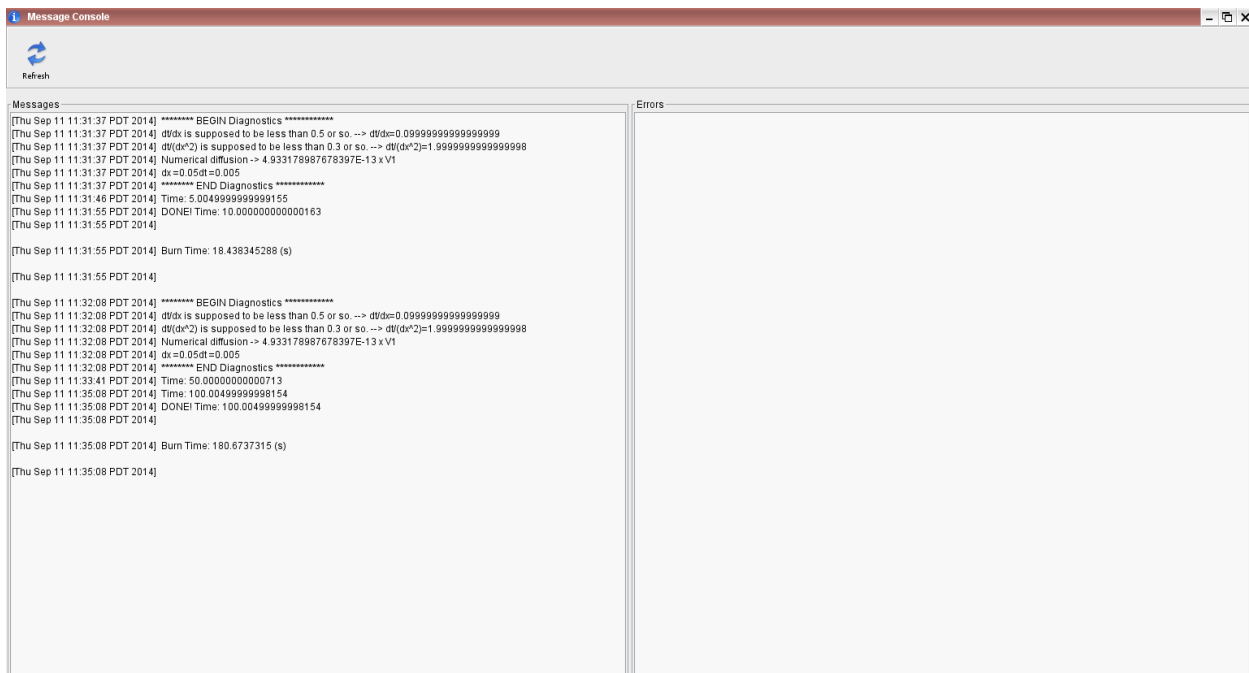 Message Console
Refresh
Messages
[Thu Sep 11 11:31:37 PDT 2014] ******** BEGIN Diagnostics ************
[Thu Sep 11 11:31:37 PDT 2014] dt/dx is supposed to be less than 0.5 or so. --> dt/dx=0.09999999999999999
[Thu Sep 11 11:31:37 PDT 2014] dt/(dx^2) is supposed to be less than 0.3 or so. --> dt/(dx^2)=1.9999999999999998
[Thu Sep 11 11:31:37 PDT 2014] Numerical diffusion -> 4.933178987678397E-13 x V1
[Thu Sep 11 11:31:37 PDT 2014] dx =0.05dt =0.005
[Thu Sep 11 11:31:37 PDT 2014] ******** END Diagnostics ************
[Thu Sep 11 11:31:46 PDT 2014] Time: 5.0049999999999155
[Thu Sep 11 11:31:55 PDT 2014] DONE! Time: 10.000000000000163
[Thu Sep 11 11:31:55 PDT 2014]
[Thu Sep 11 11:31:55 PDT 2014] Burn Time: 18.438345288 (s)
[Thu Sep 11 11:31:55 PDT 2014]
[Thu Sep 11 11:32:08 PDT 2014] ******** BEGIN Diagnostics ************
[Thu Sep 11 11:32:08 PDT 2014] dt/dx is supposed to be less than 0.5 or so. --> dt/dx=0.09999999999999999
[Thu Sep 11 11:32:08 PDT 2014] dt/(dx^2) is supposed to be less than 0.3 or so. --> dt/(dx^2)=1.9999999999999998
[Thu Sep 11 11:32:08 PDT 2014] Numerical diffusion -> 4.933178987678397E-13 x V1
[Thu Sep 11 11:32:08 PDT 2014] dx =0.05dt =0.005
[Thu Sep 11 11:32:08 PDT 2014] ******** END Diagnostics ************
[Thu Sep 11 11:33:41 PDT 2014] Time: 50.00000000000713
[Thu Sep 11 11:35:08 PDT 2014] Time: 100.00499999998154
[Thu Sep 11 11:35:08 PDT 2014] DONE! Time: 100.00499999998154
[Thu Sep 11 11:35:08 PDT 2014]
[Thu Sep 11 11:35:08 PDT 2014] Burn Time: 180.6737315 (s)
[Thu Sep 11 11:35:08 PDT 2014]
Errors